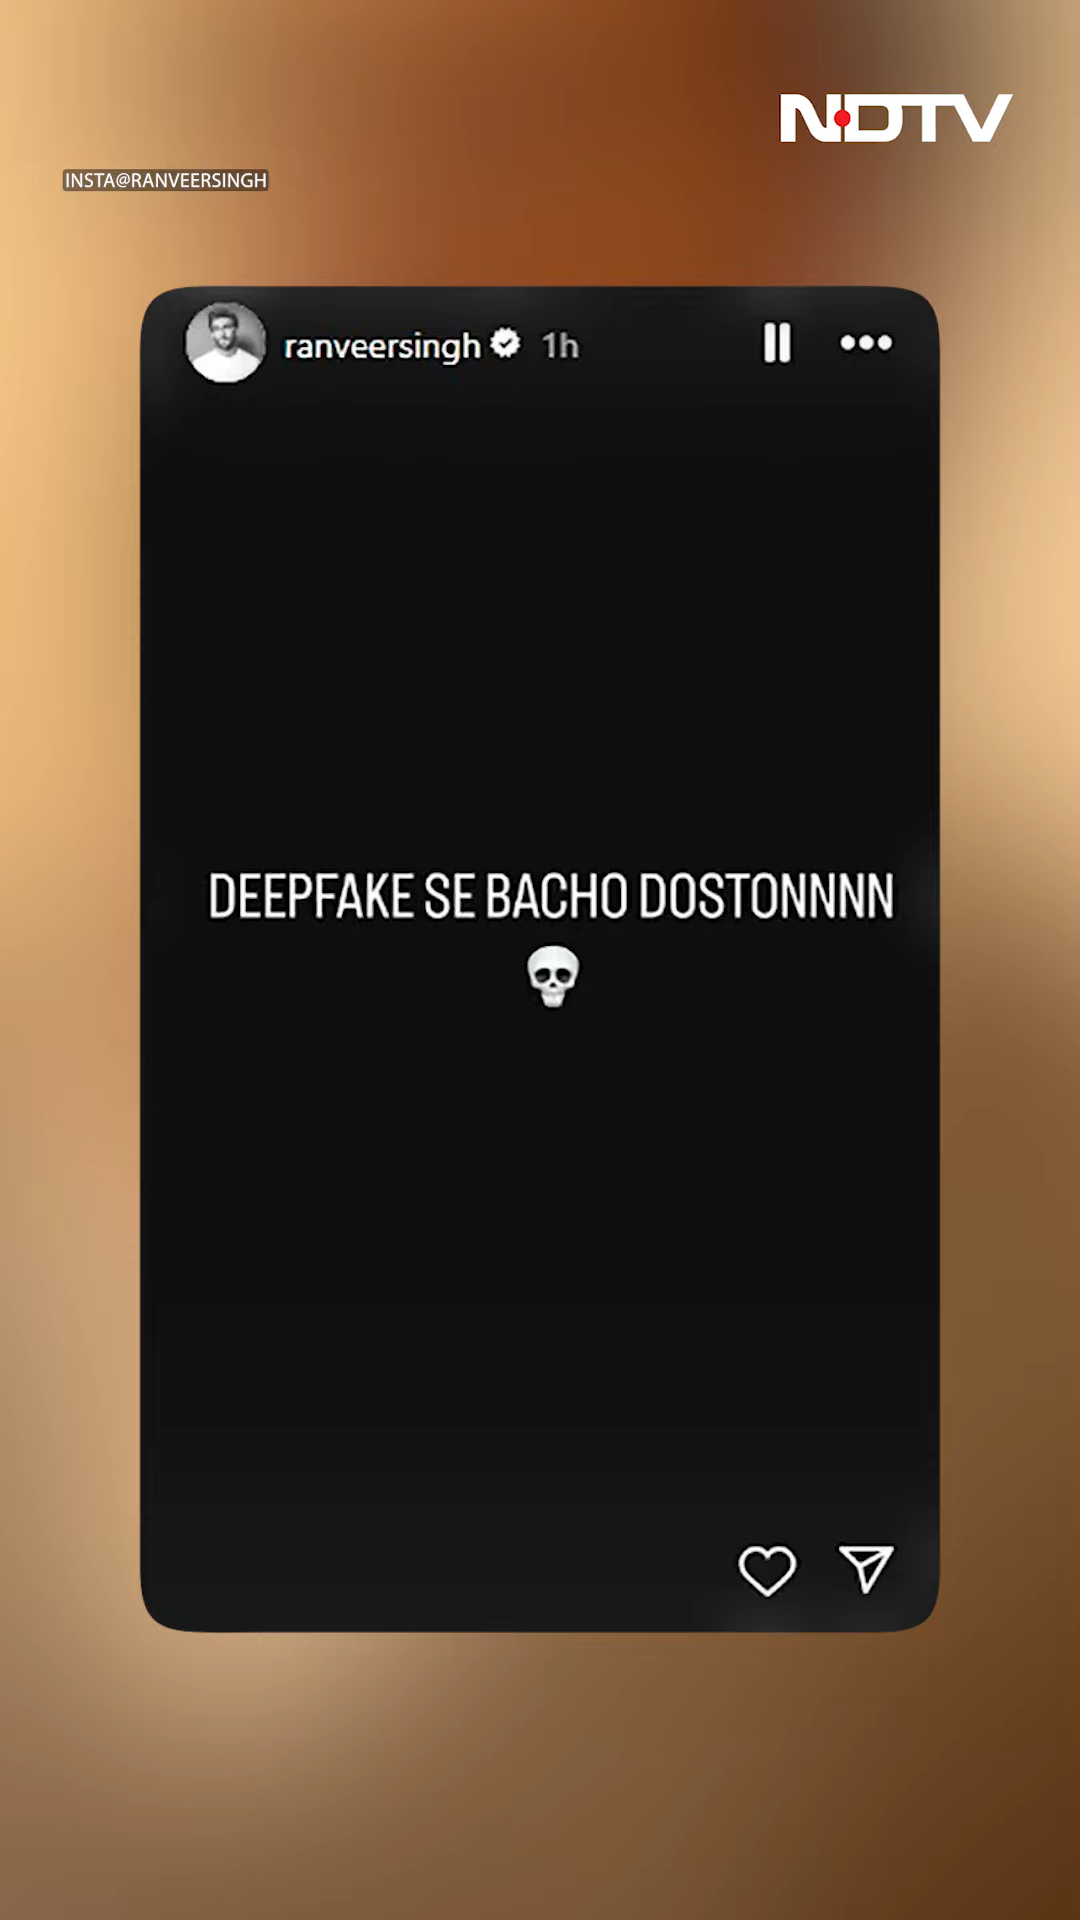 NDTV
INSTA@RANVEERSINGH
ranveersingh 1h
DEEPFAKE SE BACHO DOSTONNNN
💀